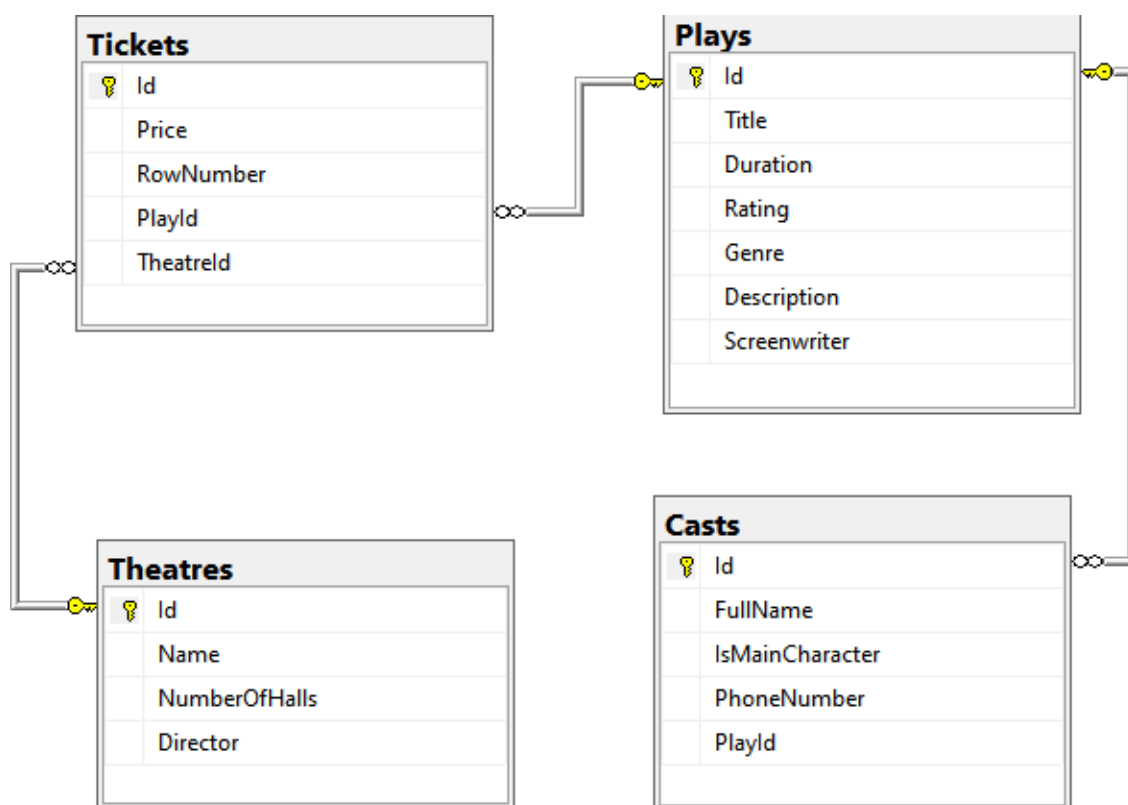 Tickets
Id
Price
RowNumber
PlayId
TheatreId
Plays
Id
Title
Duration
Rating
Genre
Description
Screenwriter
Theatres
Id
Name
NumberOfHalls
Director
Casts
Id
FullName
IsMainCharacter
PhoneNumber
PlayId